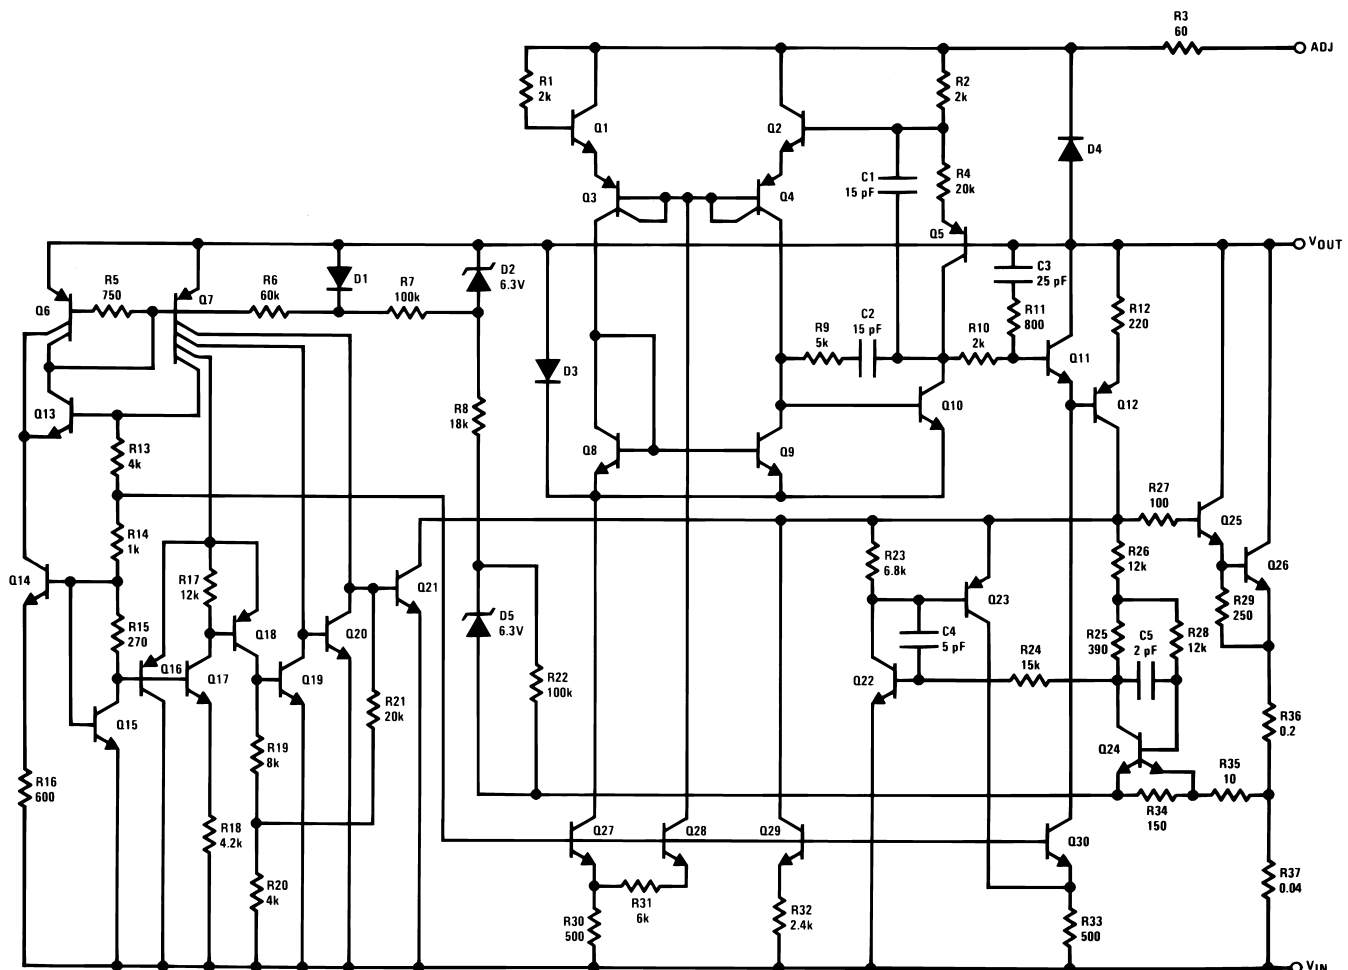 R3
60
ADJ
R1
2k
Q1
Q2
R2
2k
D4
C1
15 pF
R4
20k
Q3
Q4
Q5
VOUT
R5
750
R6
60k
D1
R7
100k
D2
6.3V
C3
25 pF
Q6
Q7
R12
220
R11
800
C2
15 pF
R9
5k
R10
2k
Q11
D3
Q12
Q13
R8
18k
Q10
R13
4k
Q8
Q9
R27
100
Q25
R14
1k
R23
6.8k
R26
12k
Q26
Q14
R17
12k
Q21
Q23
R29
250
R15
270
Q18
Q20
D5
6.3V
C4
5 pF
R25
390
C5
2 pF
R28
12k
R24
15k
Q16
Q17
Q19
R22
100k
Q22
Q15
R21
20k
R36
0.2
R19
8k
Q24
R35
10
R16
600
R34
150
R18
4.2k
Q27
Q28
Q29
Q30
R37
0.04
R20
4k
R31
6k
R30
500
R32
2.4k
R33
500
VIN